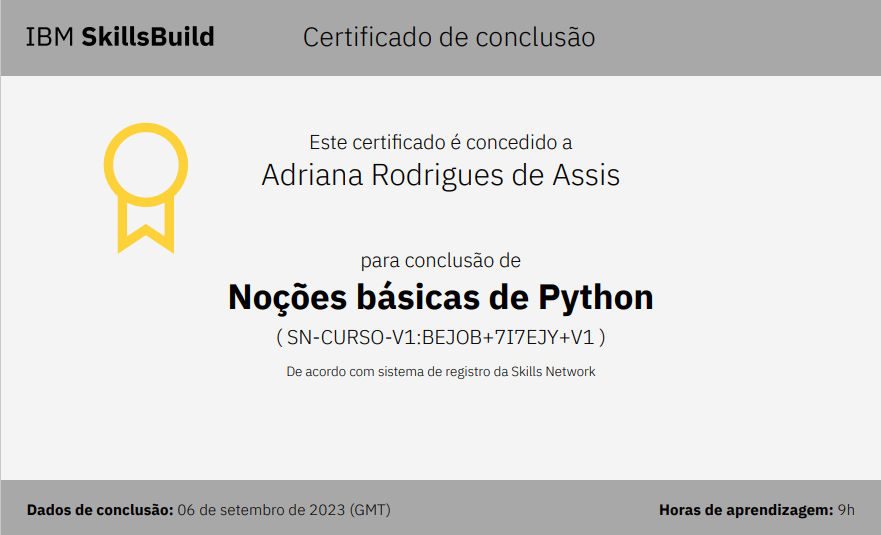 IBM SkillsBuild
Certificado de conclusão
Este certificado é concedido a
Adriana Rodrigues de Assis
para conclusão de
Noções básicas de Python
( SN-CURSO-V1:BEJOB+7I7EJY+V1 )
De acordo com sistema de registro da Skills Network
Dados de conclusão: 06 de setembro de 2023 (GMT)
Horas de aprendizagem: 9h